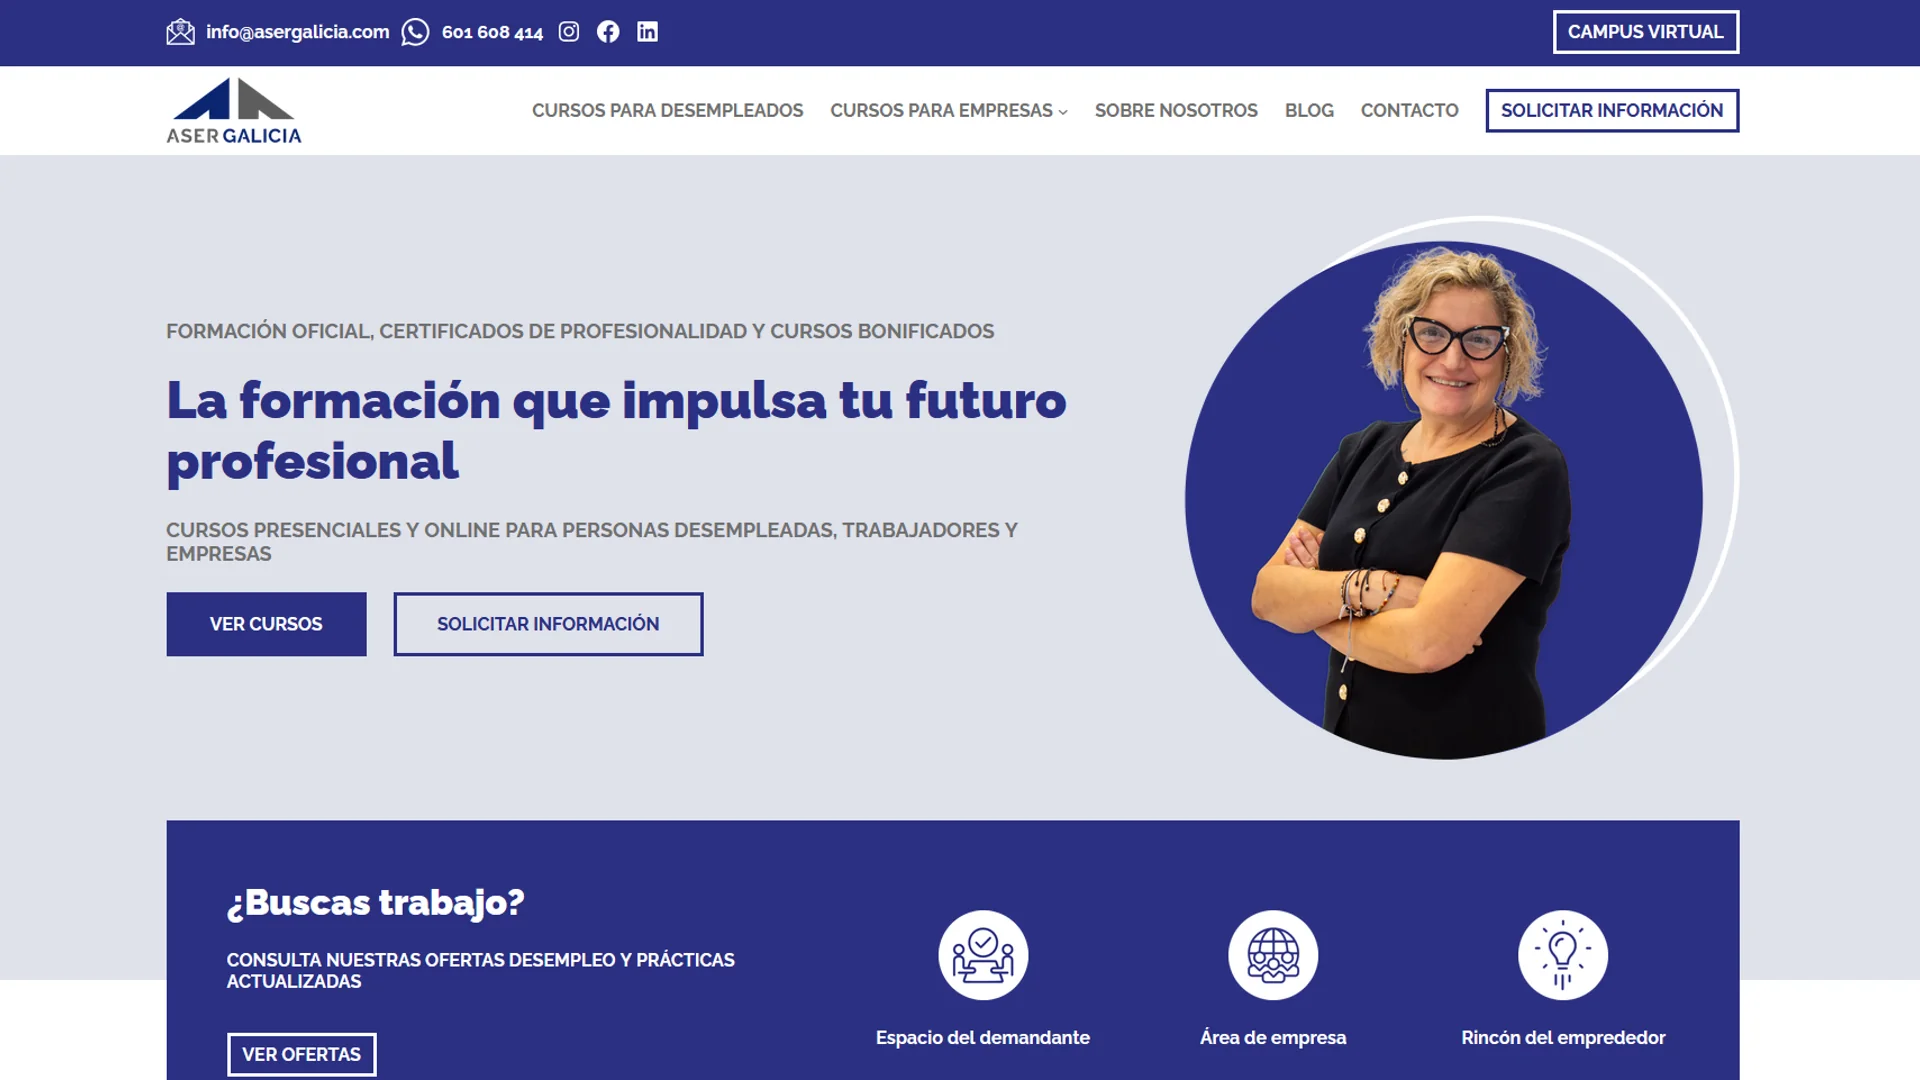 info@asergalicia.com 601 608 414
CAMPUS VIRTUAL
ASER GALICIA
CURSOS PARA DESEMPLEADOS CURSOS PARA EMPRESAS SOBRE NOSOTROS BLOG CONTACTO SOLICITAR INFORMACIÓN
FORMACIÓN OFICIAL, CERTIFICADOS DE PROFESIONALIDAD Y CURSOS BONIFICADOS
La formación que impulsa tu futuro
profesional
CURSOS PRESENCIALES Y ONLINE PARA PERSONAS DESEMPLEADAS, TRABAJADORES Y
EMPRESAS
VER CURSOS SOLICITAR INFORMACIÓN
¿Buscas trabajo?
CONSULTA NUESTRAS OFERTAS DESEMPLEO Y PRÁCTICAS
ACTUALIZADAS
VER OFERTAS
Espacio del demandante
Área de empresa
Rincón del emprededor